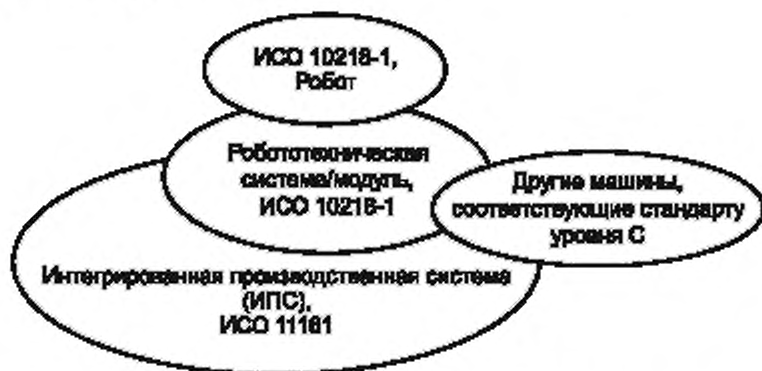 ИСО 10218-1,
Робот
Робототехническая
система/модуль,
ИСО 10218-1
Другие машины,
соответствующие стандарту
уровня С
Интегрированная производственная система
(ИПС),
ИСО 11161